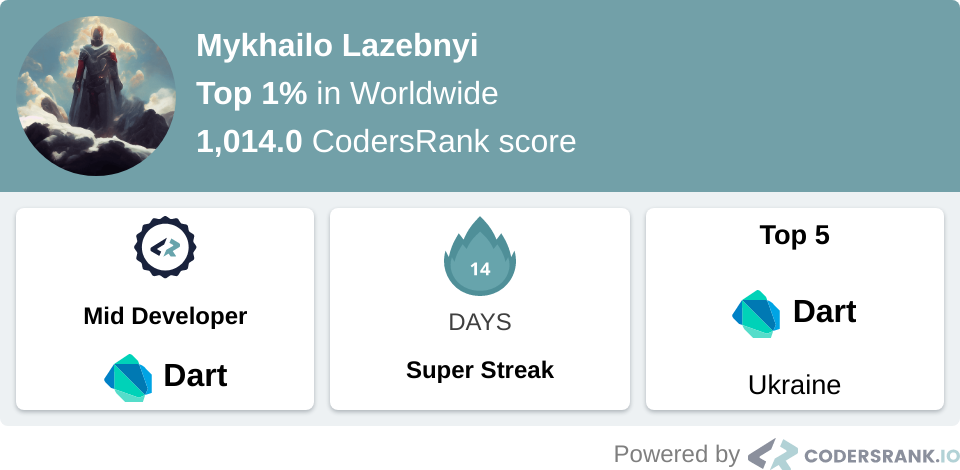 Mykhailo Lazebnyi
Top 1% in Worldwide
1,014.0 CodersRank score
Mid Developer
Dart
14
DAYS
Super Streak
Top 5
Dart
Ukraine
Powered by CODERSRANK.IO